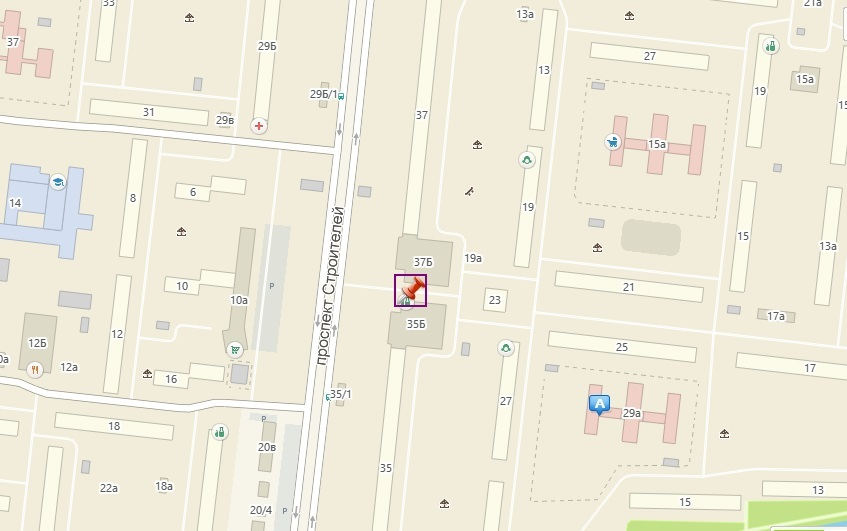 33
13а
21а
37
29Б
27
15а
19
13
29Б/1
31
29в
37
15а
14
6
8
19
15
13а
проспект Строителей
19а
37Б
10
10а
23
21
17а
35Б
12Б
12
25
12а
0а
16
17
35/1
А
27
29а
18
20в
35
22а
18а
20/4
15
13
Р
Р
Р